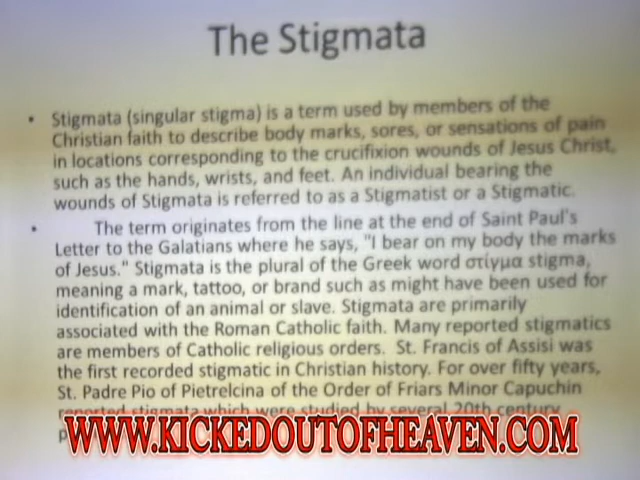 The Stigmata
• Stigmata (singular stigma) is a term used by members of the
Christian faith to describe body marks, sores, or sensations of pain
in locations corresponding to the crucifixion wounds of Jesus Christ,
such as the hands, wrists, and feet. An individual bearing the
wounds of Stigmata is referred to as a Stigmatist or a Stigmatic.
• The term originates from the line at the end of Saint Paul's
Letter to the Galatians where he says, "I bear on my body the marks
of Jesus." Stigmata is the plural of the Greek word στίγμα stigma,
meaning a mark, tattoo, or brand such as might have been used for
identification of an animal or slave. Stigmata are primarily
associated with the Roman Catholic faith. Many reported stigmatics
are members of Catholic religious orders. St. Francis of Assisi was
the first recorded stigmatic in Christian history. For over fifty years,
St. Padre Pio of Pietrelcina of the Order of Friars Minor Capuchin
reported stigmata which were studied by several 20th century
WWW.KICKEDOUTOFHEAVEN.COM